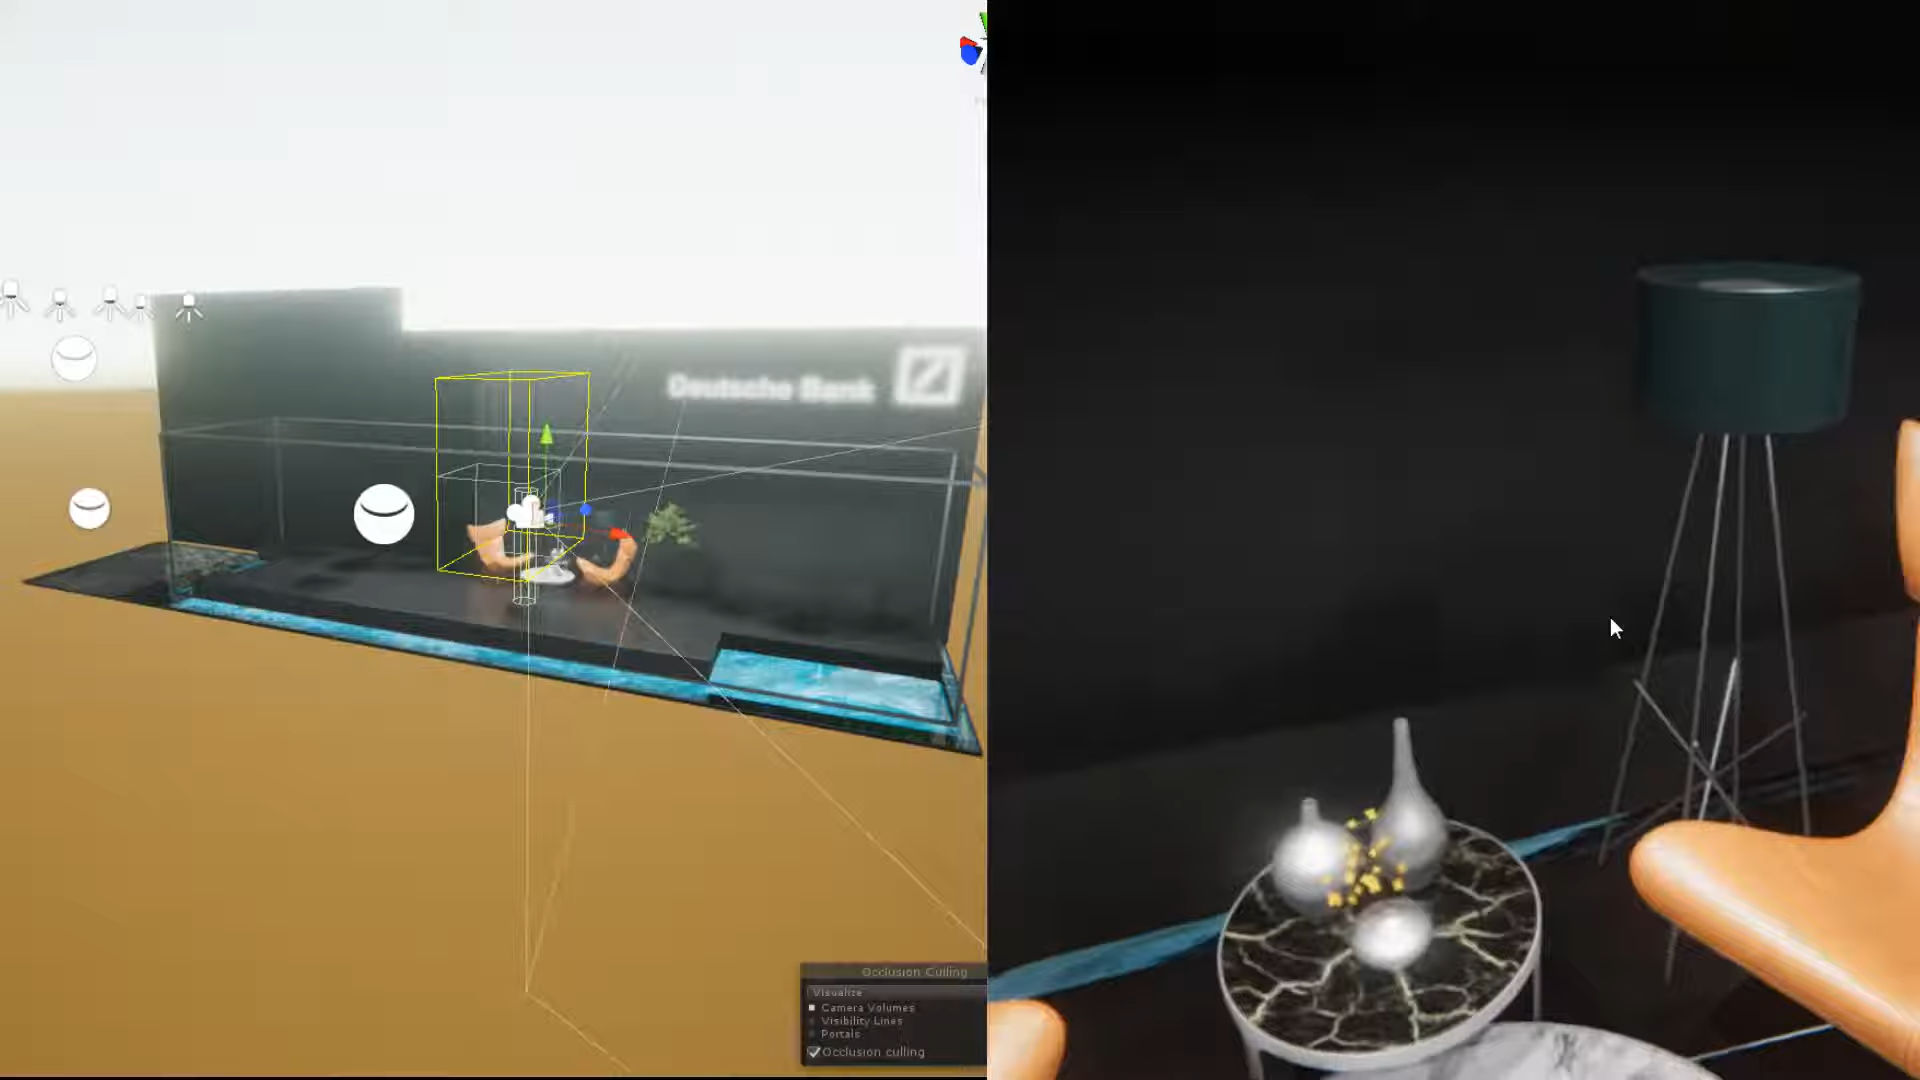 Deutsche Bank
Occlusion Culling
Visualize
Camera Volumes
Visibility Lines
Portals
Occlusion culling